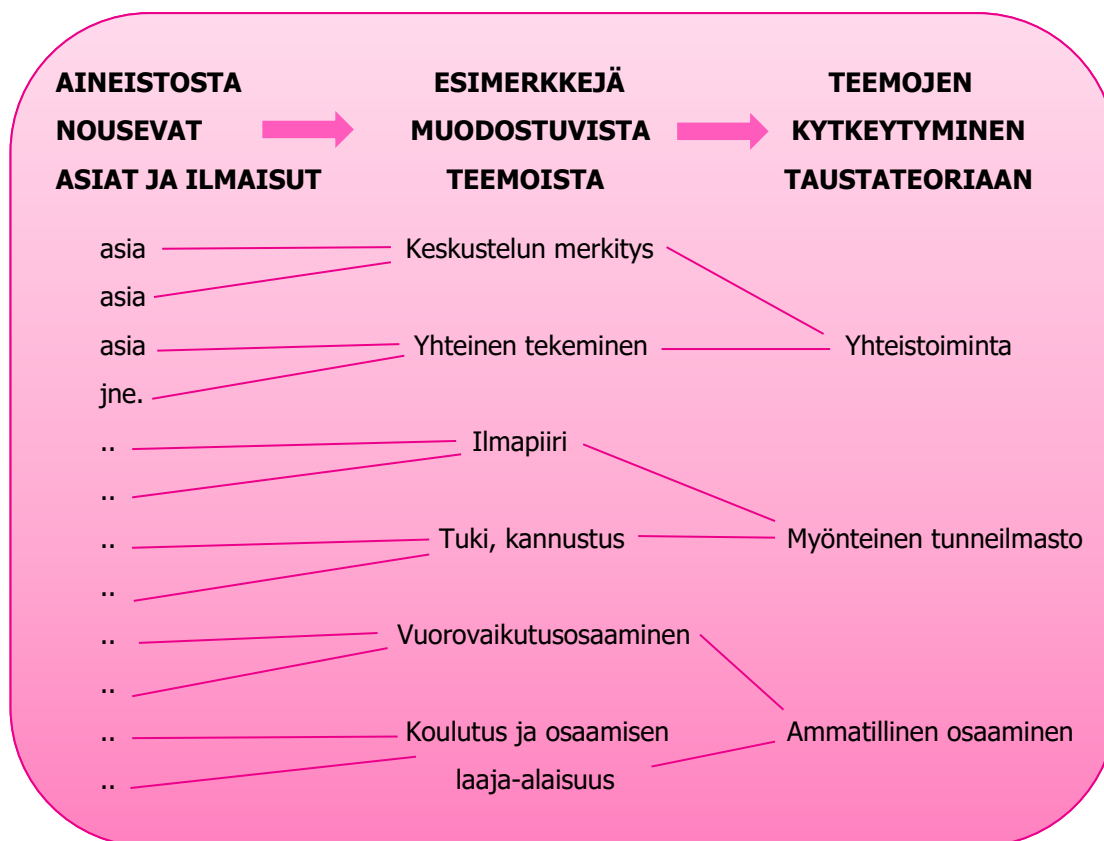 AINEISTOSTA ESIMERKKEJÄ TEEMOJEN
NOUSEVAT MUODOSTUVISTA KYTKEYTYMINEN
ASIAT JA ILMAISUT TEEMOISTA TAUSTATEORIAAN
asia Keskustelun merkitys
asia
asia Yhteinen tekeminen Yhteistoiminta
jne.
.. Ilmapiiri
..
.. Tuki, kannustus Myönteinen tunneilmasto
..
.. Vuorovaikutusosaaminen
..
.. Koulutus ja osaamisen Ammatillinen osaaminen
.. laaja-alaisuus